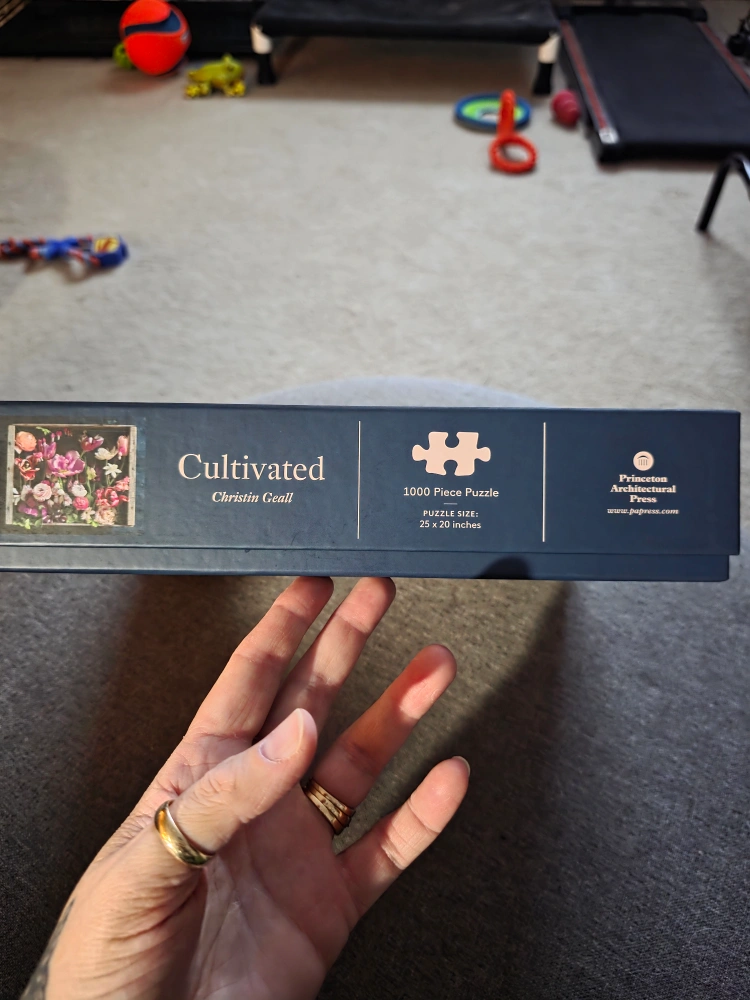 Cultivated
Christin Geall
1000 Piece Puzzle
PUZZLE SIZE:
25 x 20 inches
Princeton
Architectural
Press
www.papress.com